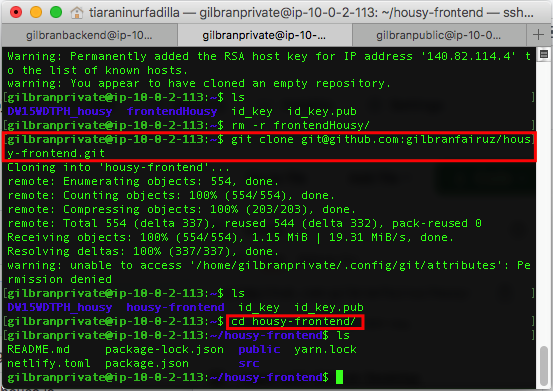 tiaraninurfadilla — gilbranprivate@ip-10-0-2-113: ~/housy-frontend — ssh...
gilbranbackend@ip-10...
gilbranprivate@ip-10-...
gilbranpublic@ip-10-0...
Warning: Permanently added the RSA host key for IP address '140.82.114.4' t
o the list of known hosts.
warning: You appear to have cloned an empty repository.
[gilbranprivate@ip-10-0-2-113:~$ ls
DW15WDTPH_housy frontendHousy id_key id_key.pub
[gilbranprivate@ip-10-0-2-113:~$ rm -r frontendHousy/
[gilbranprivate@ip-10-0-2-113:~$ git clone git@github.com:gilbranfairuz/hous
y-frontend.git
Cloning into 'housy-frontend'...
remote: Enumerating objects: 554, done.
remote: Counting objects: 100% (554/554), done.
remote: Compressing objects: 100% (203/203), done.
remote: Total 554 (delta 337), reused 544 (delta 332), pack-reused 0
Receiving objects: 100% (554/554), 1.15 MiB | 19.31 MiB/s, done.
Resolving deltas: 100% (337/337), done.
warning: unable to access '/home/gilbranprivate/.config/git/attributes': Pe
rmission denied
[gilbranprivate@ip-10-0-2-113:~$ ls
DW15WDTPH_housy housy-frontend id_key id_key.pub
[gilbranprivate@ip-10-0-2-113:~$ cd housy-frontend/
[gilbranprivate@ip-10-0-2-113:~/housy-frontend$ ls
README.md package-lock.json public yarn.lock
netlify.toml package.json src
gilbranprivate@ip-10-0-2-113:~/housy-frontend$